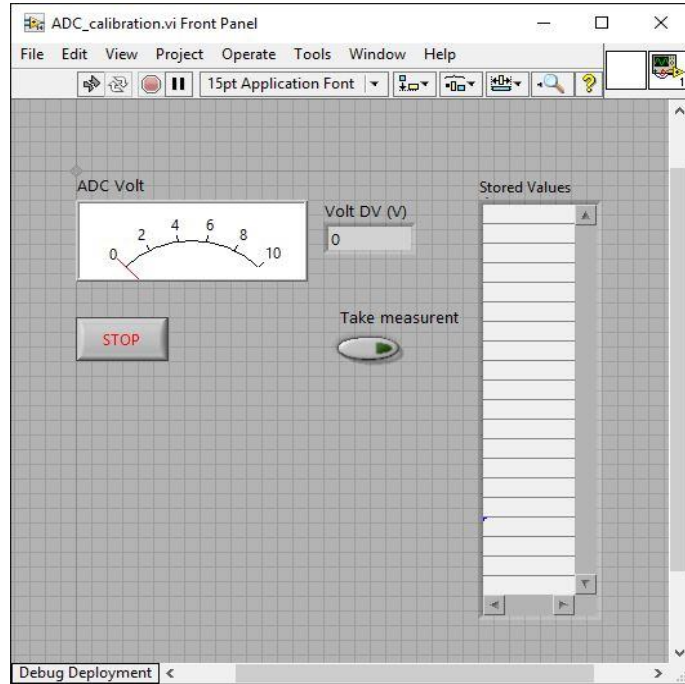 ADC_calibration.vi Front Panel
File Edit View Project Operate Tools Window Help
15pt Application Font
1
ADC Volt
Stored Values
Volt DV (V)
0 2 4 6 8 10
0
Take measurent
STOP
Debug Deployment